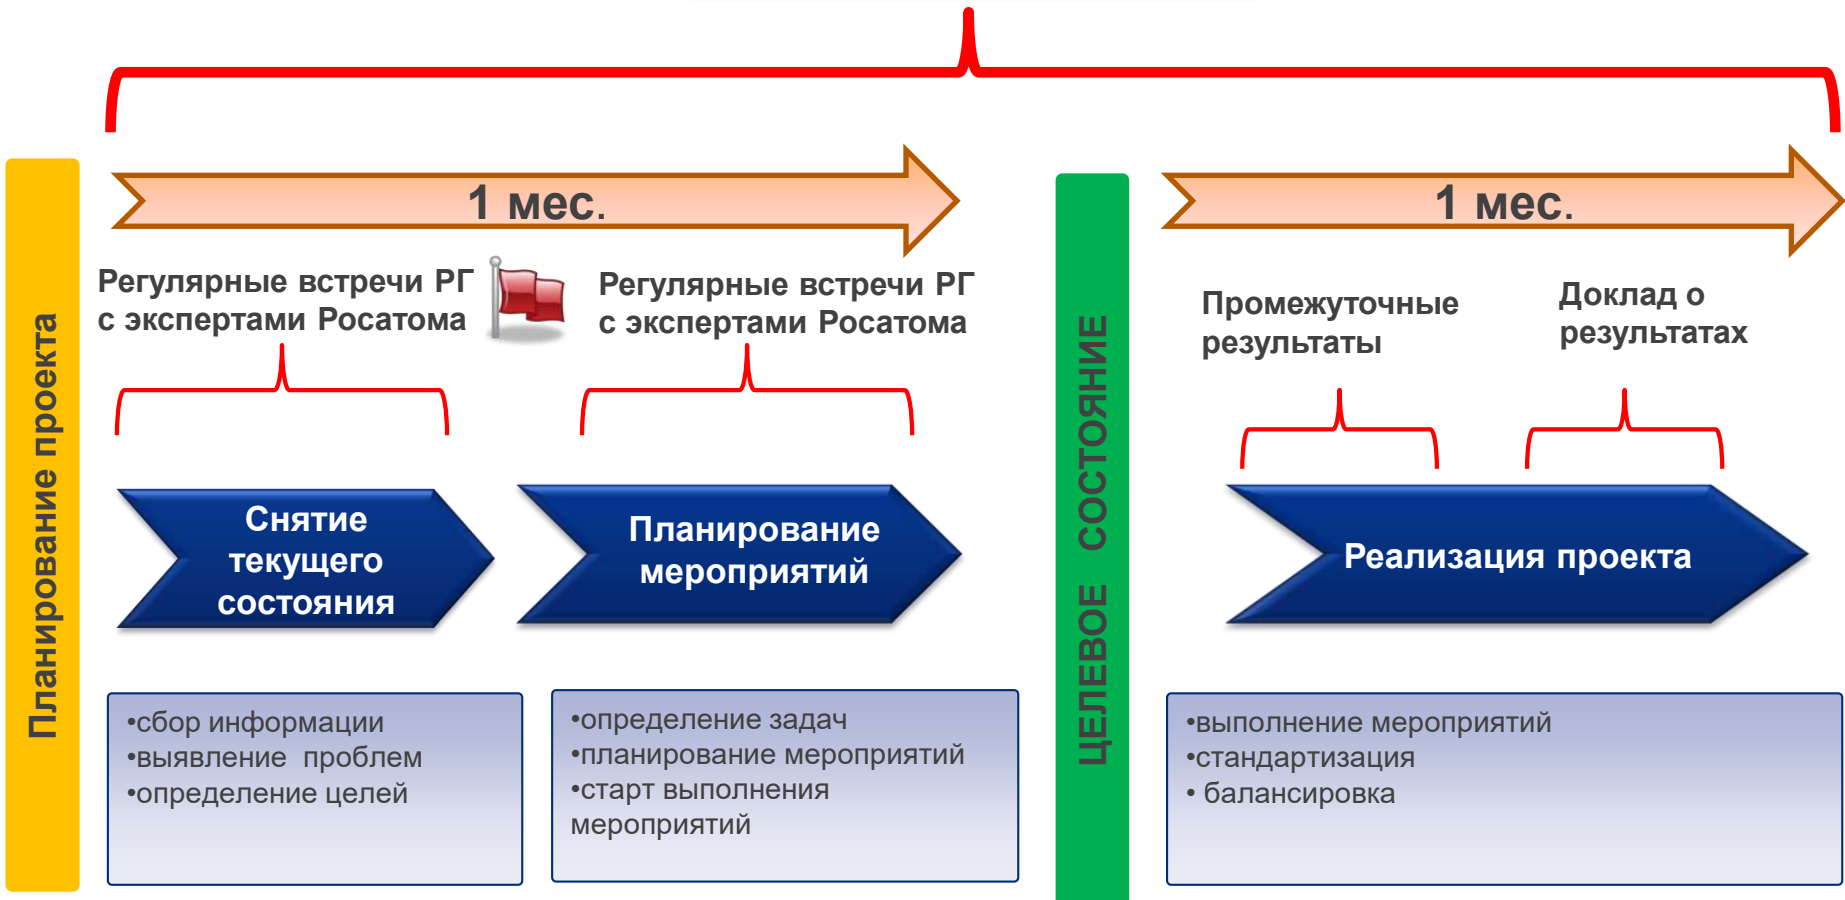 Планирование проекта
1 мес.
Регулярные встречи РГ
с экспертами Росатома
Регулярные встречи РГ
с экспертами Росатома
Снятие
текущего
состояния
Планирование
мероприятий
•сбор информации
•выявление  проблем
•определение целей
•определение задач
•планирование мероприятий
•старт выполнения
мероприятий
ЦЕЛЕВОЕ  СОСТОЯНИЕ
1 мес.
Промежуточные
результаты
Доклад о
результатах
Реализация проекта
•выполнение мероприятий
•стандартизация
• балансировка